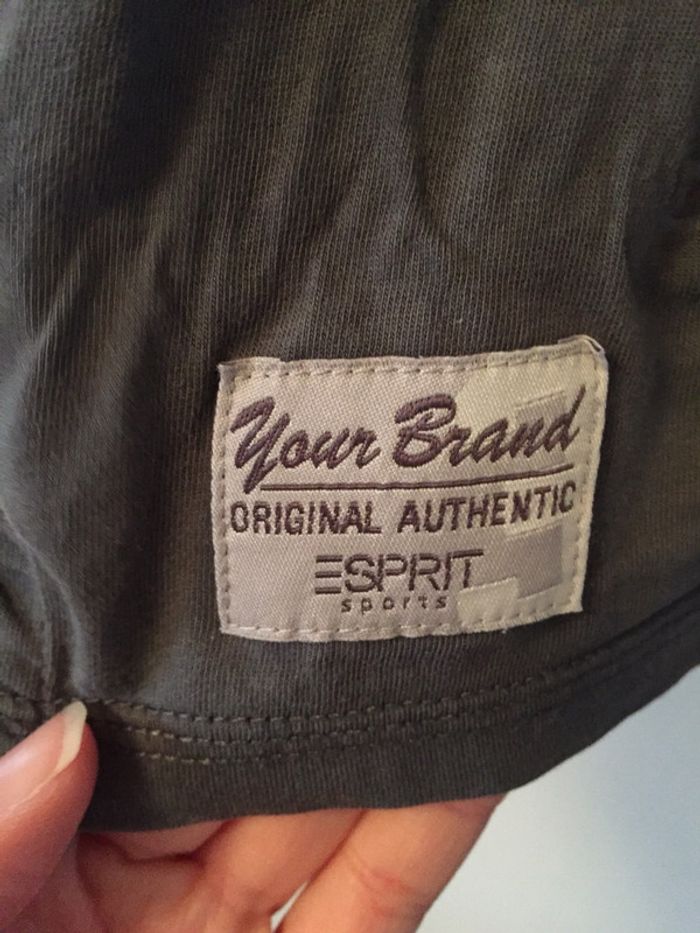 Your Brand
ORIGINAL AUTHENTIC
ESPRIT
sports